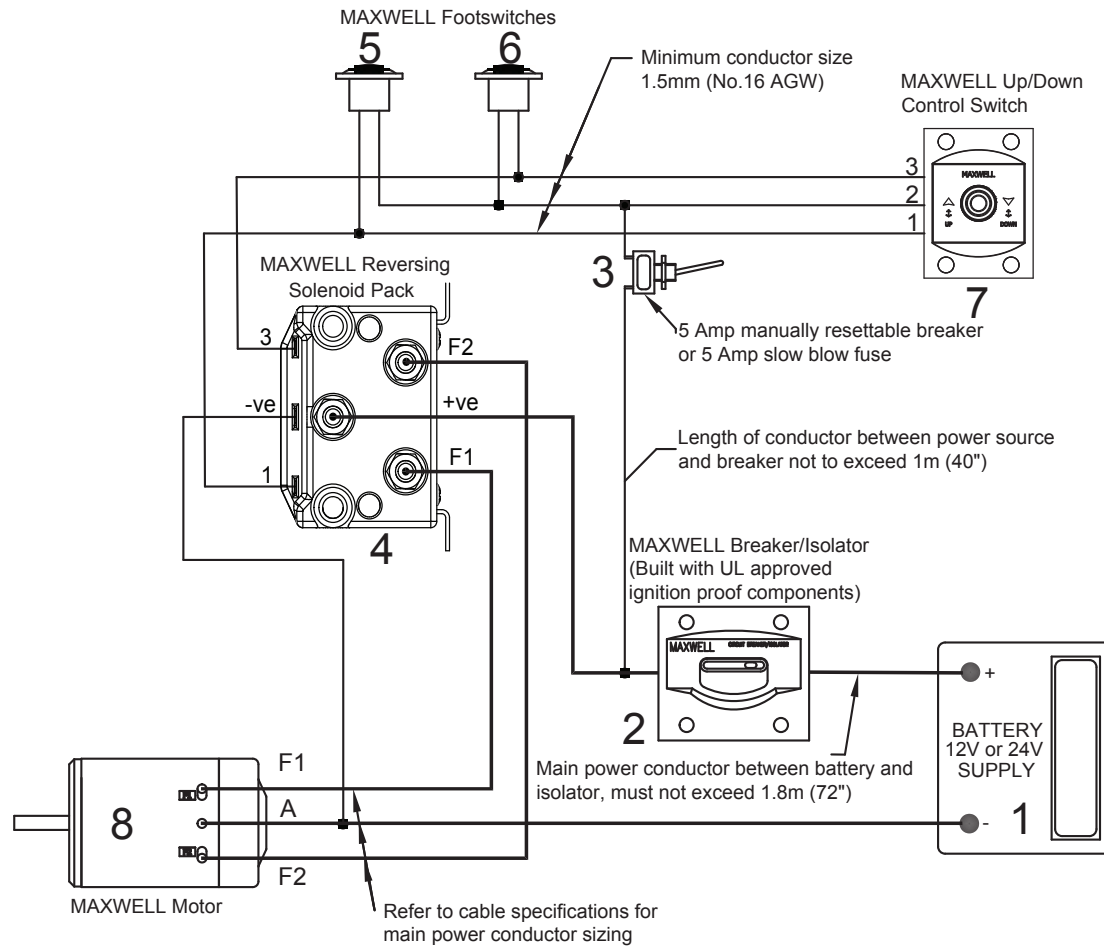 MAXWELL Footswitches
5
6
Minimum conductor size
1.5mm (No.16 AGW)
MAXWELL Up/Down
Control Switch
3
2
1
MAXWELL
UP
DOWN
7
MAXWELL Reversing
Solenoid Pack
3
5 Amp manually resettable breaker
or 5 Amp slow blow fuse
3
F2
-ve
+ve
F1
1
4
Length of conductor between power source
and breaker not to exceed 1m (40")
MAXWELL Breaker/Isolator
(Built with UL approved
ignition proof components)
MAXWELL
CIRCUIT BREAKER/ISOLATOR
2
+
BATTERY
12V or 24V
SUPPLY
-
1
Main power conductor between battery and
isolator, must not exceed 1.8m (72")
F1
A
8
F2
MAXWELL Motor
Refer to cable specifications for
main power conductor sizing